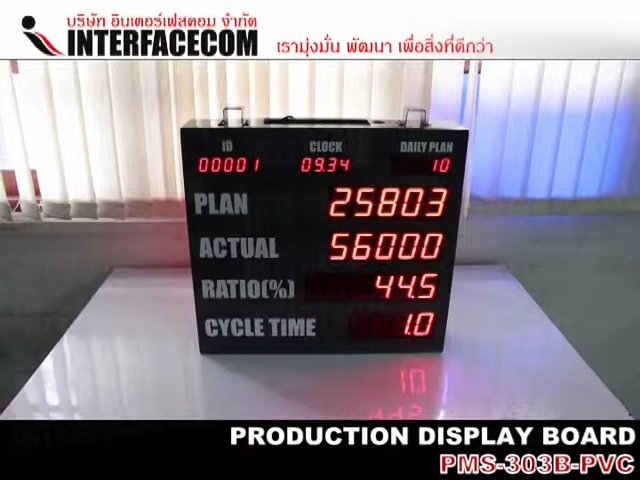 บริษัท อินเตอร์เฟสคอม จำกัด
INTERFACECOM
เรามุ่งมั่น พัฒนา เพื่อสิ่งที่ดีกว่า
ID CLOCK DAILY PLAN
00001 09.34 10
PLAN 25803
ACTUAL 56000
RATIO(%) 44.5
CYCLE TIME 1.0
PRODUCTION DISPLAY BOARD
PMS-303B-PVC